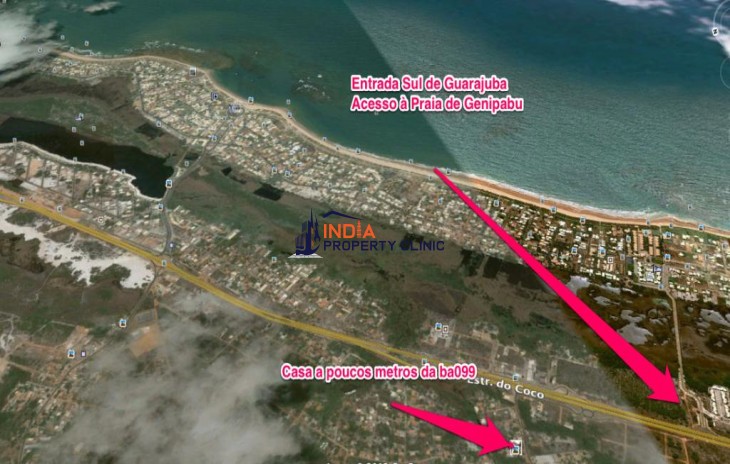 Entrada Sul de Guarajuba
Acesso à Praia de Genipabu
INDIA
PROPERTY CLINIC
Casa a poucos metros da ba099
Estr. do Coco